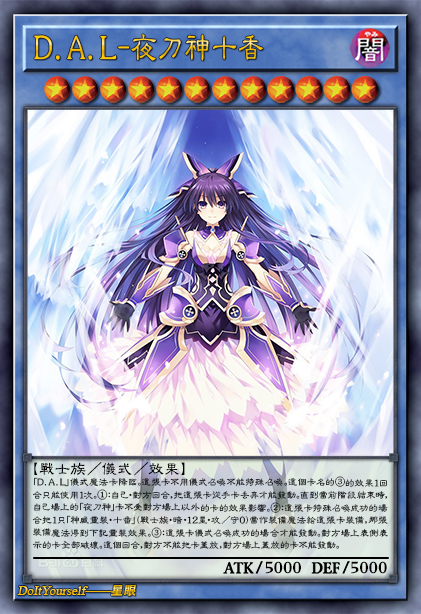 D.A.L-夜刀神十香
やみ
闇
【戰士族／儀式／效果】
「D.A.L」儀式魔法卡降臨。這張卡不用儀式召喚不能特殊召喚。這個卡名的③的效果1回
合只能使用1次。①：自己・對方回合，把這張卡從手卡丟弃才能發動。直到當前階段結束時，
自己場上的「夜刀神」卡不受對方場上以外的卡的效果影響。②：這張卡特殊召喚成功的場
合把1只「神威靈裝・十番」(戰士族・暗・12星・攻／守0)當作裝備魔法給這張卡裝備，即張
裝備魔法得到下記靈裝效果。③：這張卡儀式召喚成功的場合才能發動。對方場上表側表
示的卡全部破壞。這個回合，對方不能把卡蓋放，對方場上蓋放的卡不能發動。
ATK/5000 DEF/5000
DoItYourself——星眼